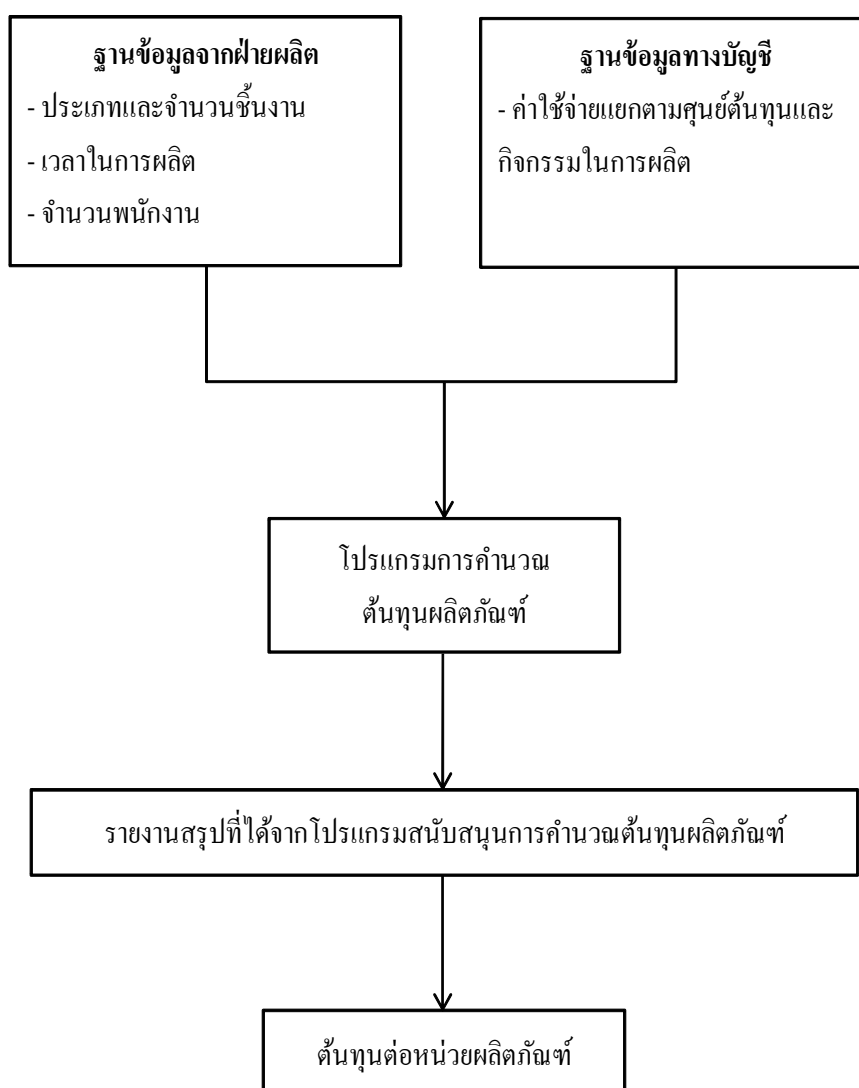 ฐานข้อมูลจากฝ่ายผลิต
- ประเภทและจำนวนชิ้นงาน
- เวลาในการผลิต
- จำนวนพนักงาน
ฐานข้อมูลทางบัญชี
- ค่าใช้จ่ายแยกตามศูนย์ต้นทุนและ
กิจกรรมในการผลิต
โปรแกรมการคำนวณ
ต้นทุนผลิตภัณฑ์
รายงานสรุปที่ได้จากโปรแกรมสนับสนุนการคำนวณต้นทุนผลิตภัณฑ์
ต้นทุนต่อหน่วยผลิตภัณฑ์